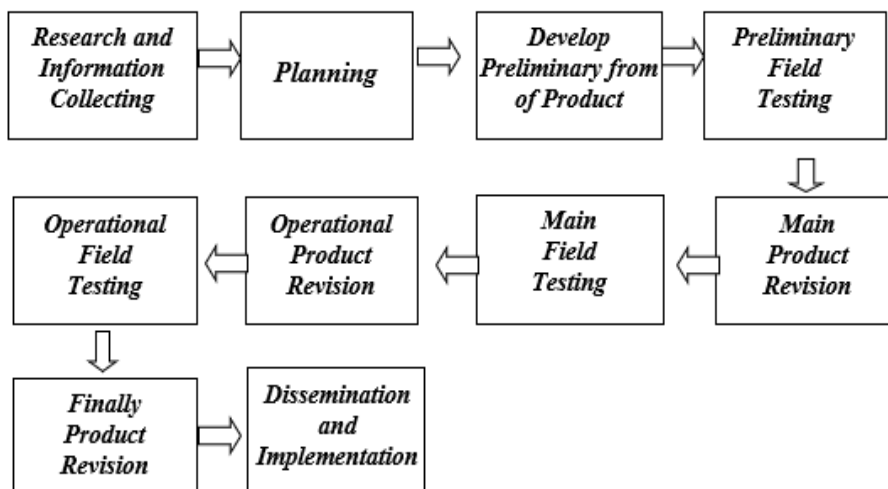 Research and
Information
Collecting
Planning
Develop
Preliminary from
of Product
Preliminary
Field
Testing
Main
Product
Revision
Main
Field
Testing
Operational
Product
Revision
Operational
Field
Testing
Finally
Product
Revision
Dissemination
and
Implementation